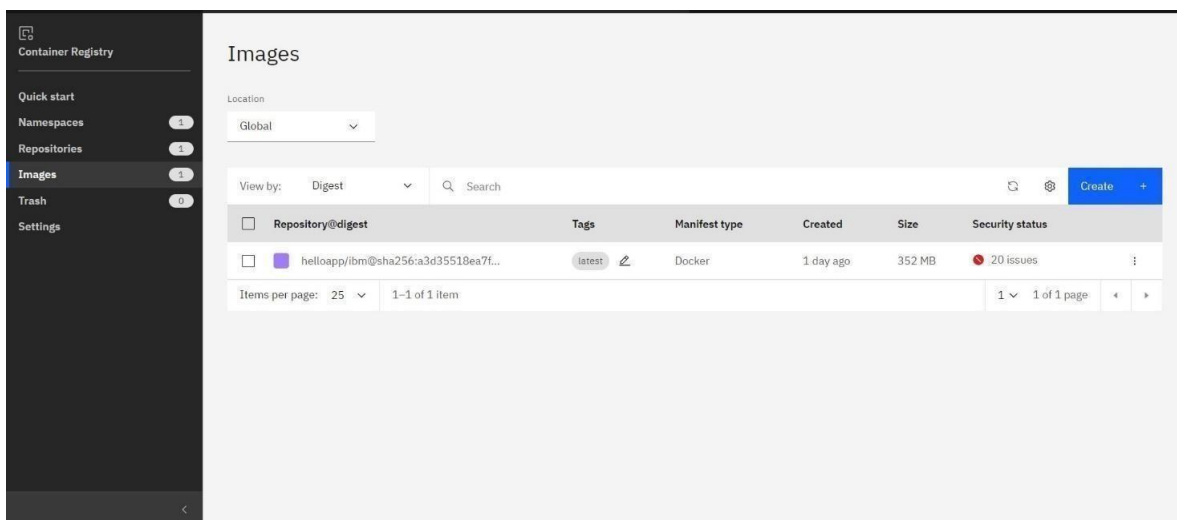 Container Registry
Quick start
Namespaces 1
Repositories 1
Images 1
Trash 0
Settings
Images
Location
Global
View by: Digest Search Create +
Repository@digest Tags Manifest type Created Size Security status
helloapp/ibm@sha256:a3d35518ea7f... latest Docker 1 day ago 352 MB 20 issues
Items per page: 25 1–1 of 1 item 1 1 of 1 page